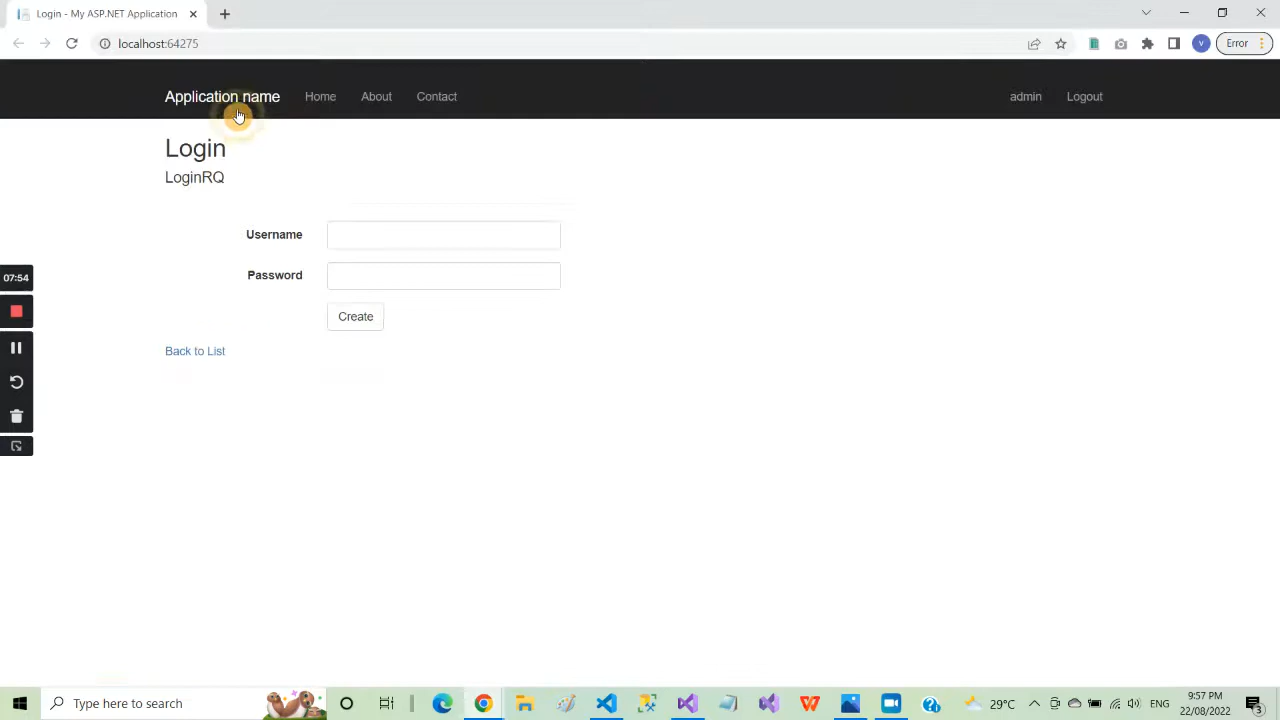 Login - My ASP.NET Application
localhost:64275
V
Error
Application name
Home
About
Contact
admin
Logout
Login
LoginRQ
Username
Password
Create
Back to List
07:54
Type here to search
29°C
ENG
9:57 PM
22/08/2022
3